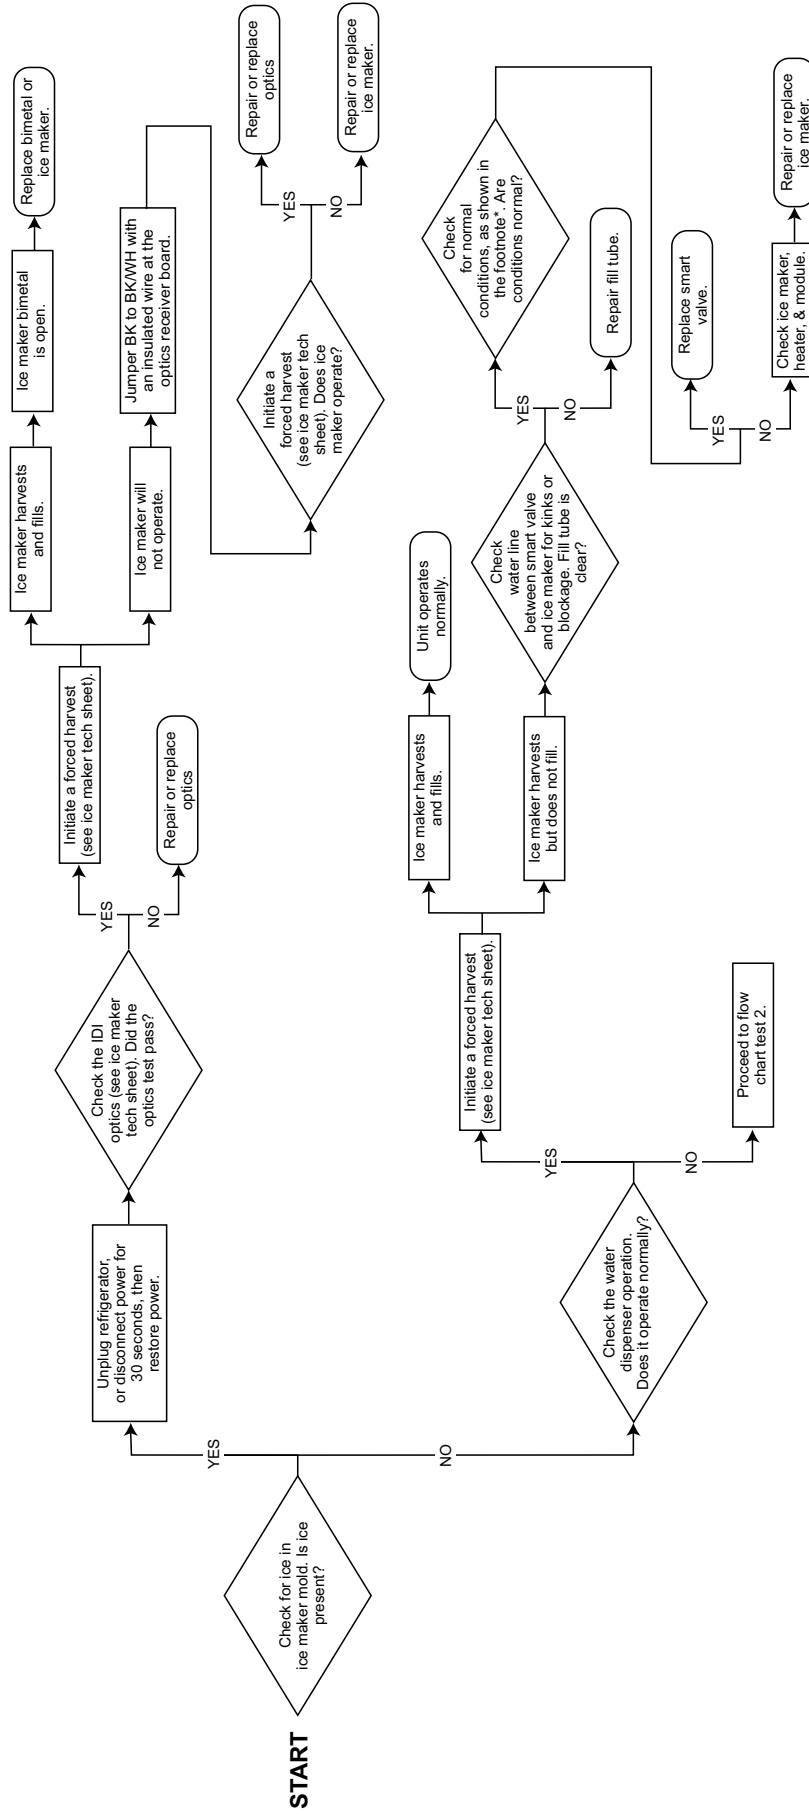 START
Check for ice in
ice maker mold. Is ice
present?
YES
Unplug refrigerator,
or disconnect power for
30 seconds, then
restore power.
Check the IDI
optics (see ice maker
tech sheet). Did the
optics test pass?
YES
Initiate a forced harvest
(see ice maker tech sheet).
Ice maker harvests
and fills.
Ice maker bimetal
is open.
Replace bimetal or
ice maker.
Ice maker will
not operate.
Jumper BK to BK/WH with
an insulated wire at the
optics receiver board.
Initiate a
forced harvest
(see ice maker tech
sheet). Does ice
maker operate?
YES
Repair or replace
optics
NO
Repair or replace
ice maker.
NO
Repair or replace
optics
NO
Check the water
dispenser operation.
Does it operate normally?
YES
Initiate a forced harvest
(see ice maker tech sheet).
Ice maker harvests
and fills.
Unit operates
normally.
Ice maker harvests
but does not fill.
Check
water line
between smart valve
and ice maker for kinks or
blockage. Fill tube is
clear?
YES
Check
for normal
conditions, as shown in
the footnote*. Are
conditions normal?
YES
Replace smart
valve.
NO
Check ice maker,
heater, & module.
Repair or replace
ice maker.
NO
Repair fill tube.
NO
Proceed to flow
chart test 2.